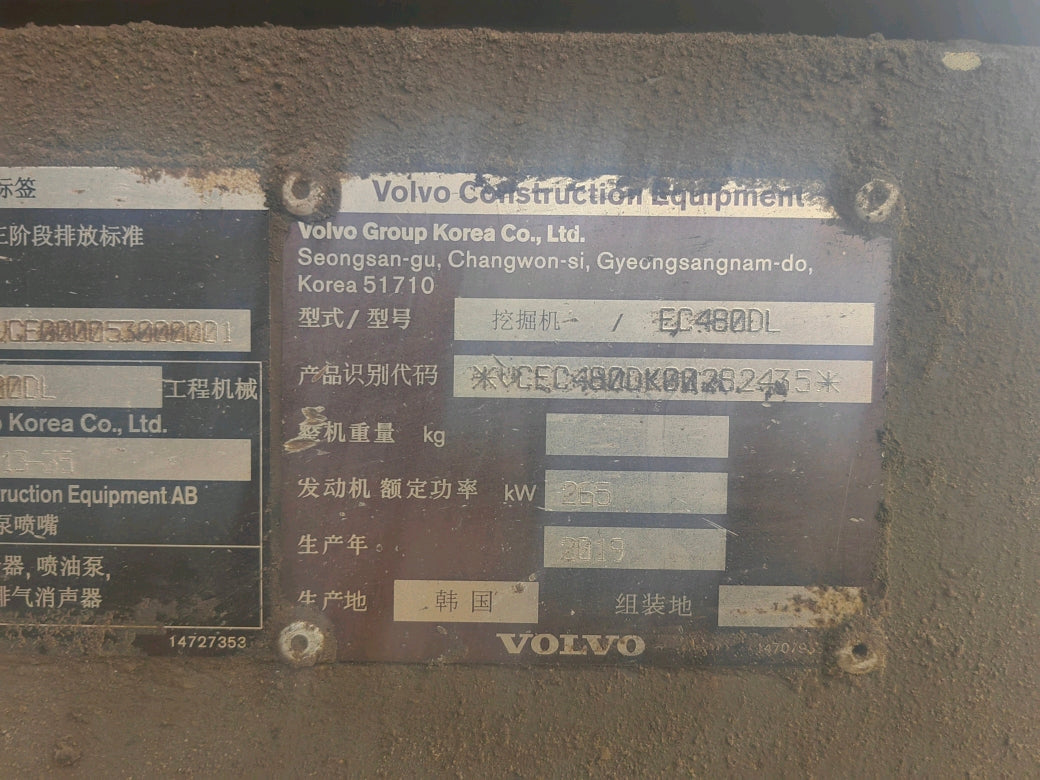 标签
三阶段排放标准
工程机械
Korea Co., Ltd.
Equipment AB
泵喷嘴
器, 喷油泵,
排气消声器
14727353
Volvo Construction Equipment
Volvo Group Korea Co., Ltd.
Seongsan-gu, Changwon-si, Gyeongsangnam-do,
Korea 51710
型式/型号 挖掘机 / EC480DL
产品识别代码
整机重量 kg
发动机 额定功率 kW 265
生产年 2019
生产地 韩国 组装地
VOLVO